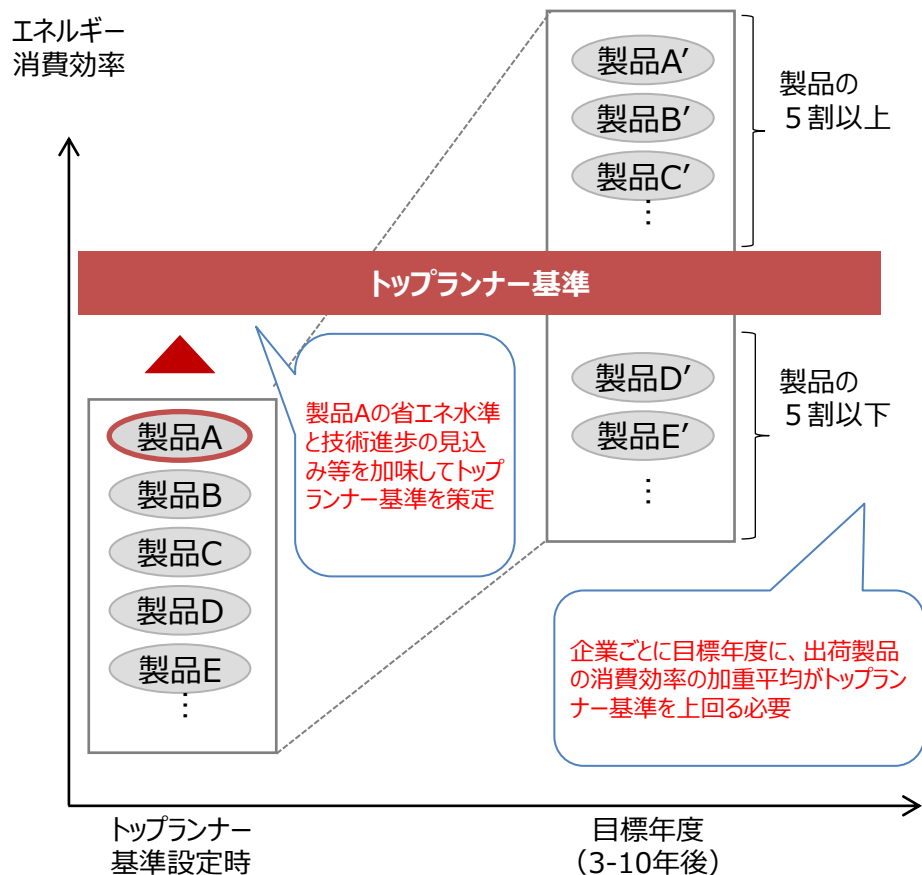 エネルギー
消費効率
製品A′
製品B′
製品C′
⋮
製品の
５割以上
トップランナー基準
製品A
製品B
製品C
製品D
製品E
⋮
製品Aの省エネ水準
と技術進歩の見込
み等を加味してトップ
ランナー基準を策定
製品D′
製品E′
⋮
製品の
５割以下
企業ごとに目標年度に、出荷製品
の消費効率の加重平均がトップラン
ナー基準を上回る必要
トップランナー
基準設定時
目標年度
（3-10年後）